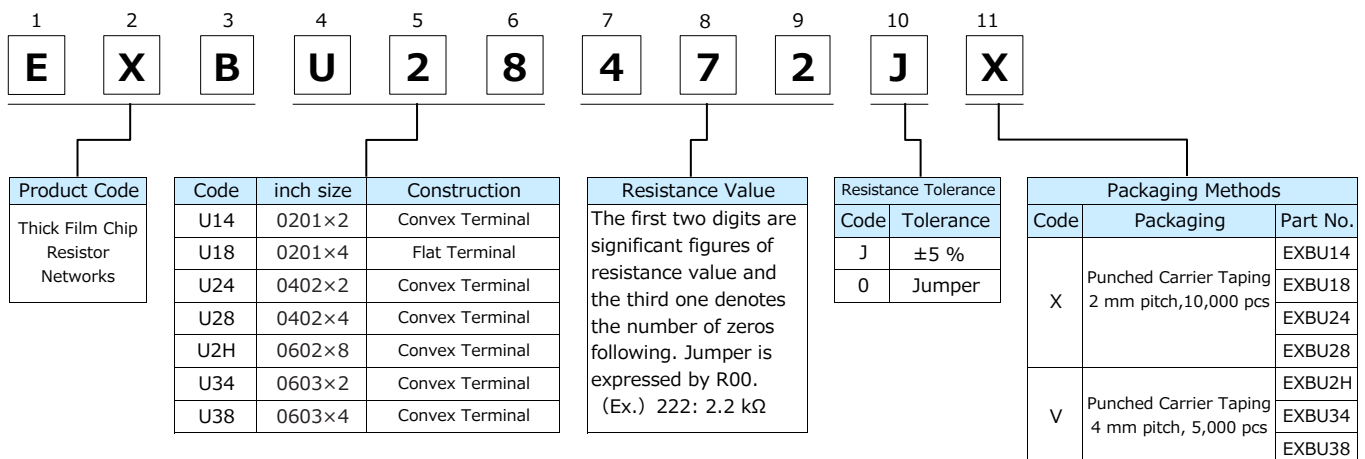 1 2 3 4 5 6 7 8 9 10 11
E X B U 2 8 4 7 2 J X
Product Code
Thick Film Chip
Resistor
Networks
Code inch size Construction
U14 0201×2 Convex Terminal
U18 0201×4 Flat Terminal
U24 0402×2 Convex Terminal
U28 0402×4 Convex Terminal
U2H 0602×8 Convex Terminal
U34 0603×2 Convex Terminal
U38 0603×4 Convex Terminal
Resistance Value
The first two digits are
significant figures of
resistance value and
the third one denotes
the number of zeros
following. Jumper is
expressed by R00.
（Ex.）222: 2.2 kΩ
Resistance Tolerance
Code Tolerance
J ±5 %
0 Jumper
Packaging Methods
Code Packaging Part No.
X
Punched Carrier Taping
2 mm pitch,10,000 pcs
EXBU14
EXBU18
EXBU24
EXBU28
V
Punched Carrier Taping
4 mm pitch, 5,000 pcs
EXBU2H
EXBU34
EXBU38